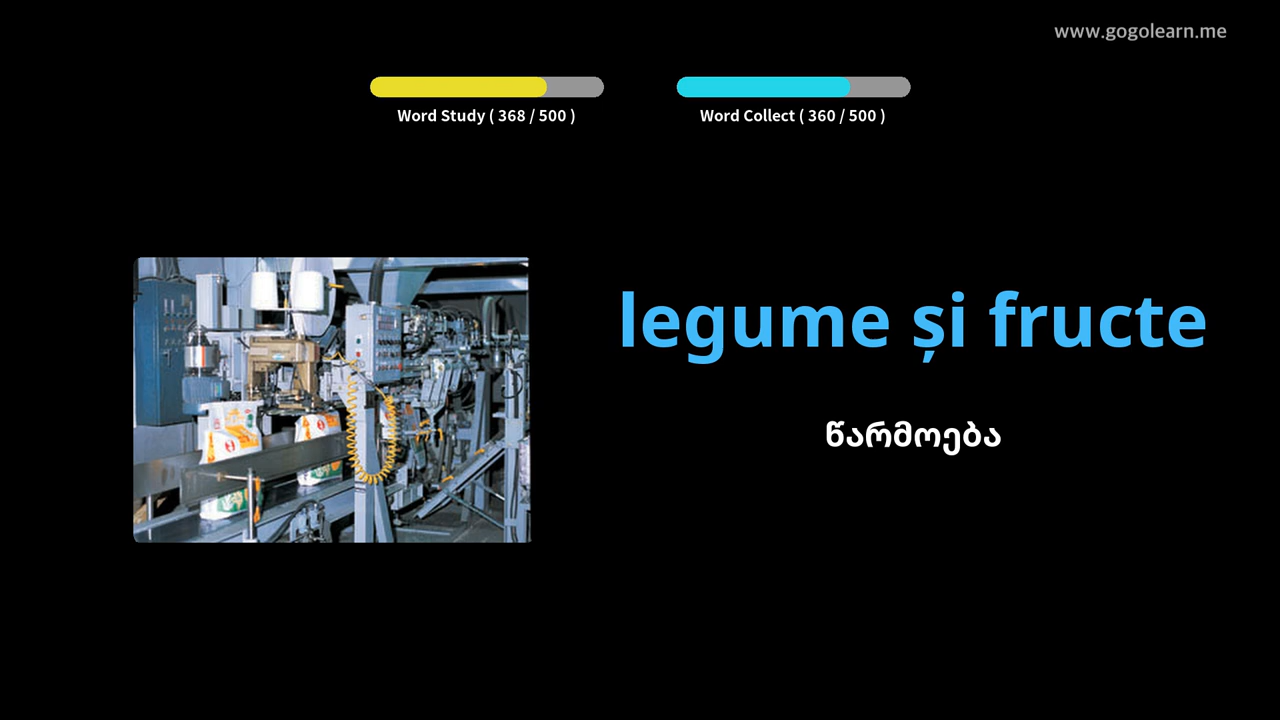 www.gogolearn.me
Word Study ( 368 / 500 )
Word Collect ( 360 / 500 )
legume și fructe
წარმოება